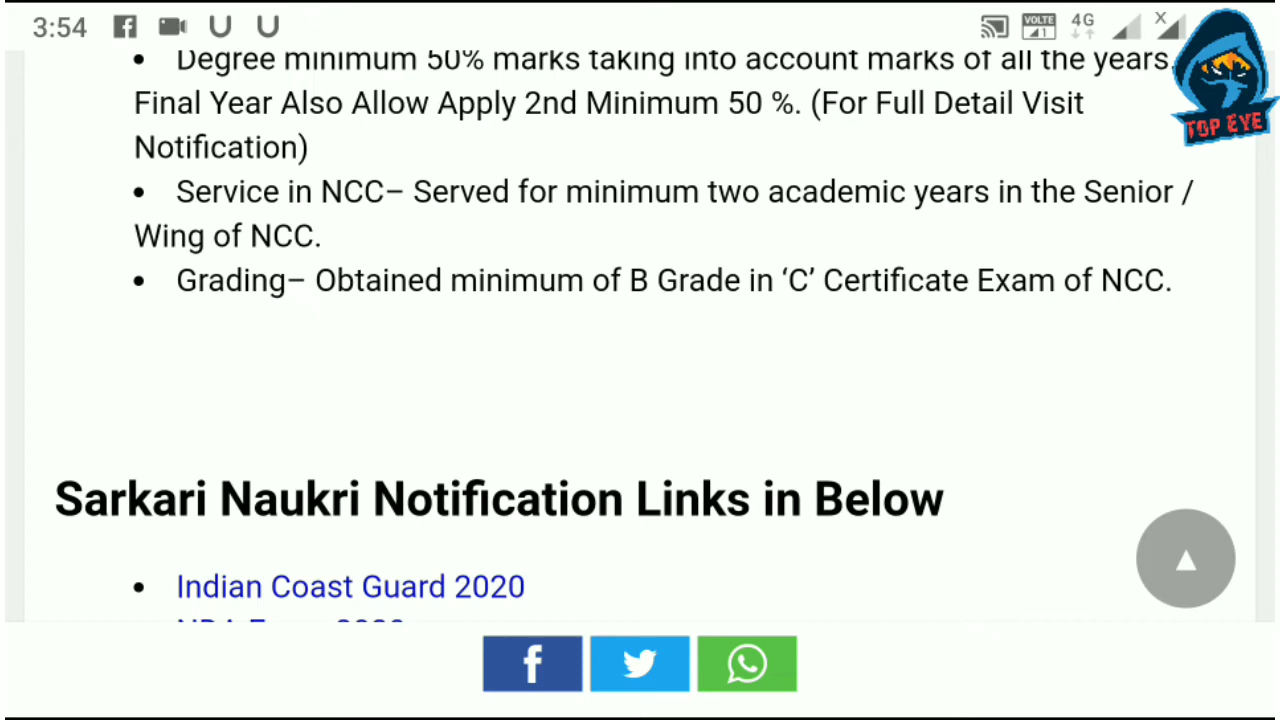 3:54
VOLTE
1
4G
X
Degree minimum 50% marks taking into account marks of all the years.
Final Year Also Allow Apply 2nd Minimum 50 %. (For Full Detail Visit
Notification)
TOP EYE
• Service in NCC– Served for minimum two academic years in the Senior /
Wing of NCC.
• Grading– Obtained minimum of B Grade in ‘C’ Certificate Exam of NCC.
Sarkari Naukri Notification Links in Below
• Indian Coast Guard 2020